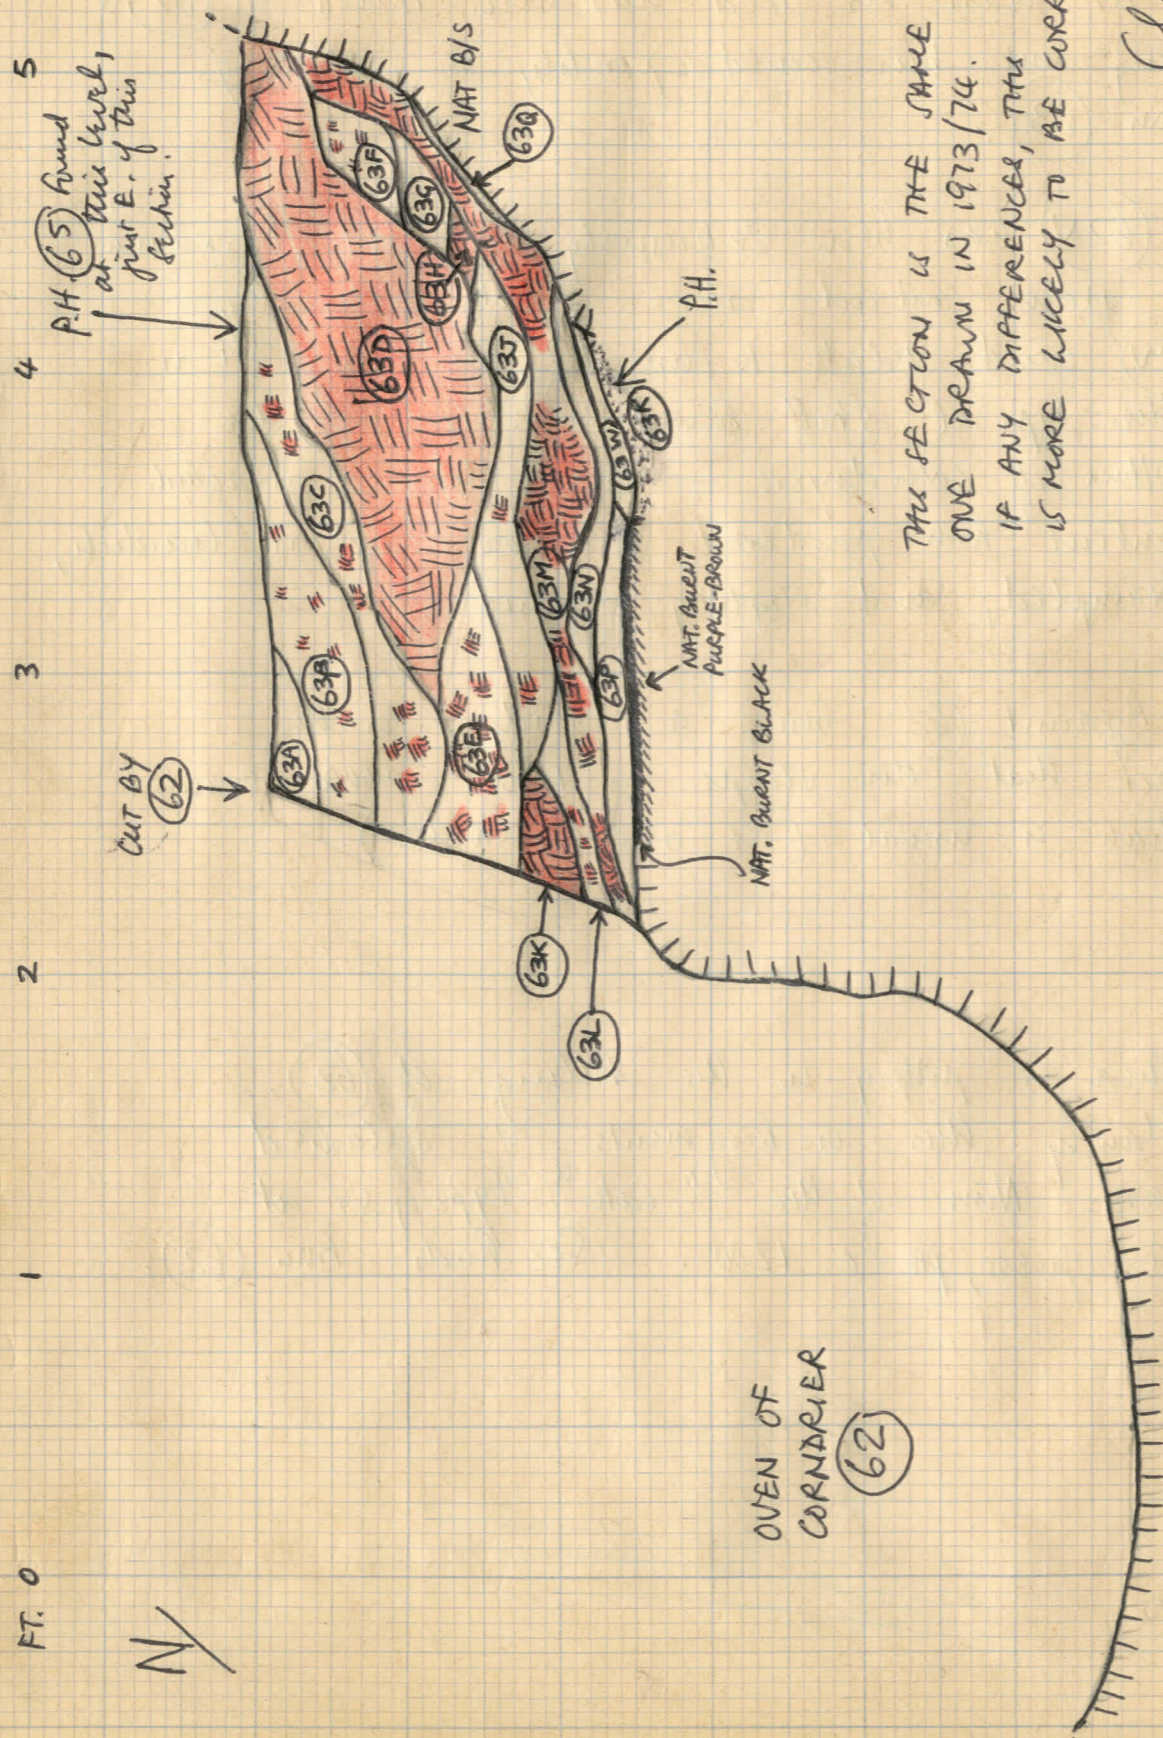 FT. 0
1
2
3
4
5
N
CUT BY
62
P.H. 65 found
at this level,
just E. of this
section.
63A
63B
63C
63D
63E
63F
63G
63H
63J
63K
63L
63M
63N
63P
63W
63R
63Q
NAT B/S
P.H.
NAT. BURNT
PURPLE-BROWN
NAT. BURNT BLACK
OVEN OF
CORNDRIER
62
THIS SECTION IS THE SAME
ONE DRAWN IN 1973/74.
IF ANY DIFFERENCES, THIS
IS MORE LIKELY TO BE CORR